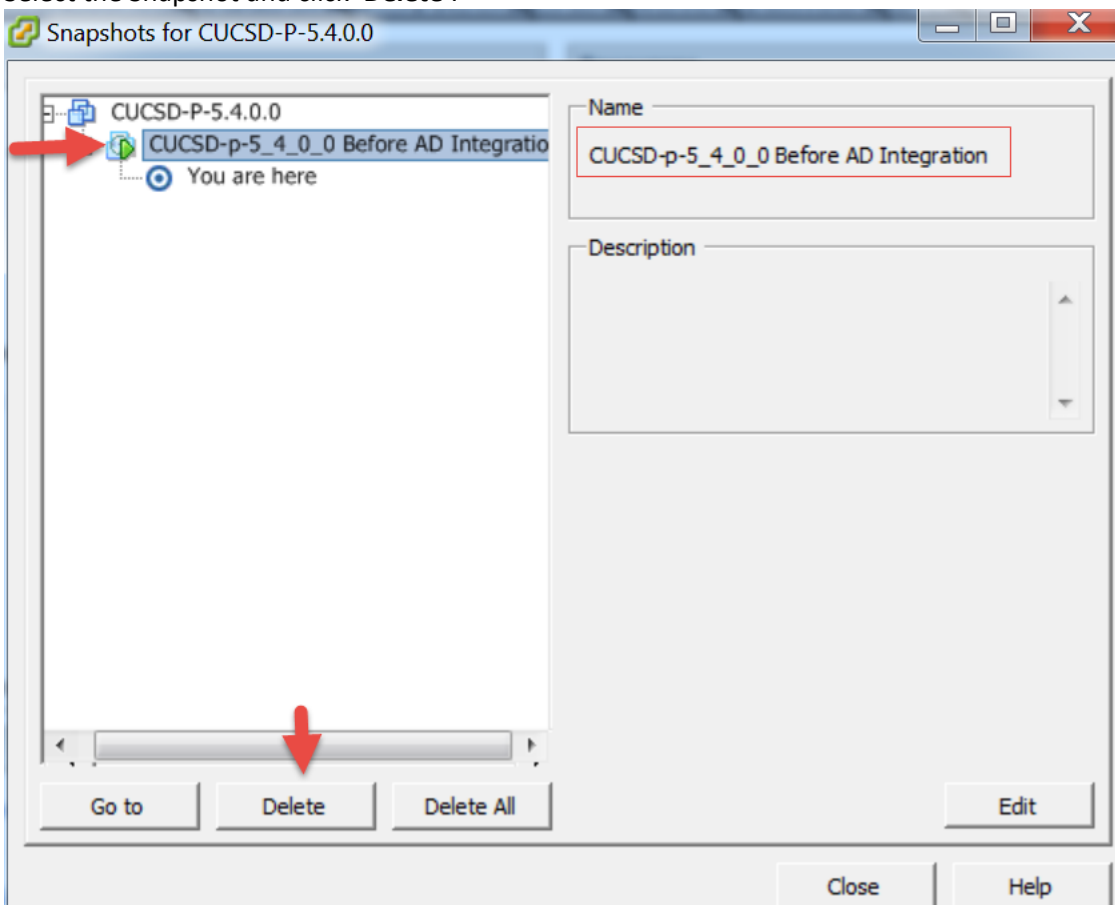 Snapshots for CUCSD-P-5.4.0.0
CUCSD-P-5.4.0.0
CUCSD-p-5_4_0_0 Before AD Integratio
You are here
Name
CUCSD-p-5_4_0_0 Before AD Integration
Description
Go to
Delete
Delete All
Edit
Close
Help